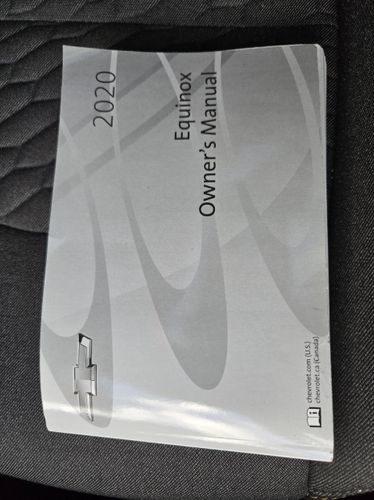 2020
Equinox
Owner's Manual
chevrolet.com (U.S.)
chevrolet.ca (Canada)